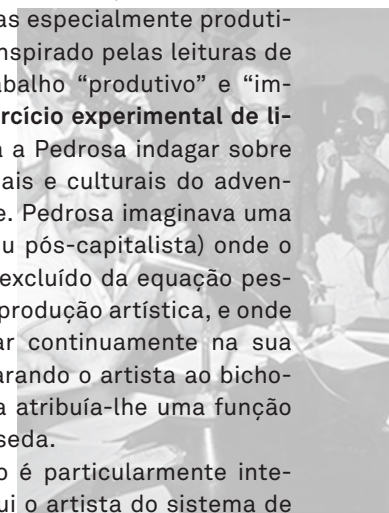 as especialmente produti-
nspirado pelas leituras de
abalho “produtivo” e “im-
rcício experimental de li-
a a Pedrosa indagar sobre
ais e culturais do adven-
e. Pedrosa imaginava uma
u pós-capitalista) onde o
excluído da equação pes-
produção artística, e onde
ar continuamente na sua
arando o artista ao bicho-
a atribuía-lhe uma função
seda.
o é particularmente inte-
ui o artista do sistema de